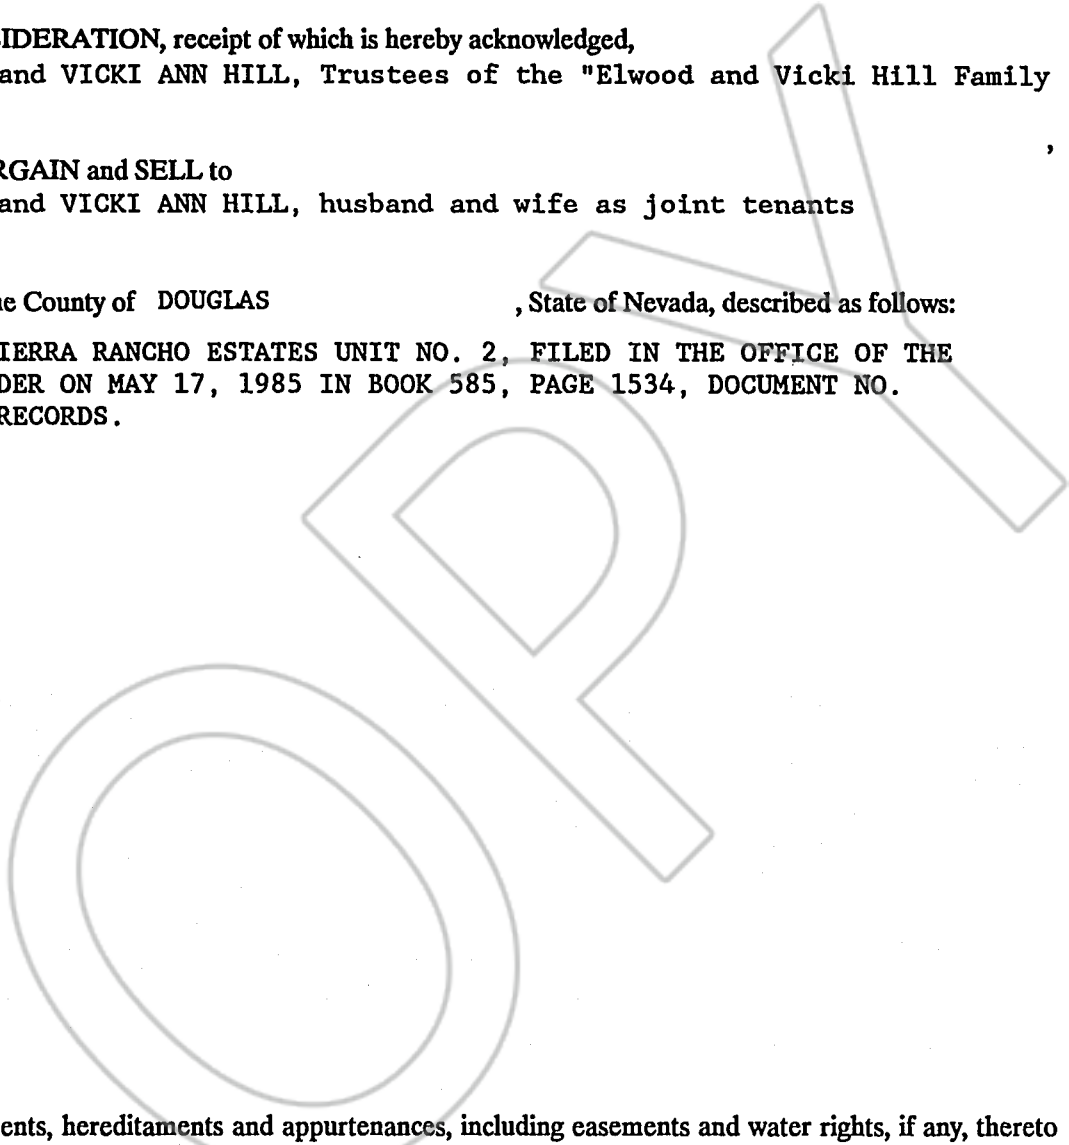 SIDERATION, receipt of which is hereby acknowledged,
and VICKI ANN HILL, Trustees of the "Elwood and Vicki Hill Family
,
RGAIN and SELL to
and VICKI ANN HILL, husband and wife as joint tenants
he County of DOUGLAS , State of Nevada, described as follows:
IERRA RANCHO ESTATES UNIT NO. 2, FILED IN THE OFFICE OF THE
DER ON MAY 17, 1985 IN BOOK 585, PAGE 1534, DOCUMENT NO.
RECORDS.
OPY
ents, hereditaments and appurtenances, including easements and water rights, if any, thereto